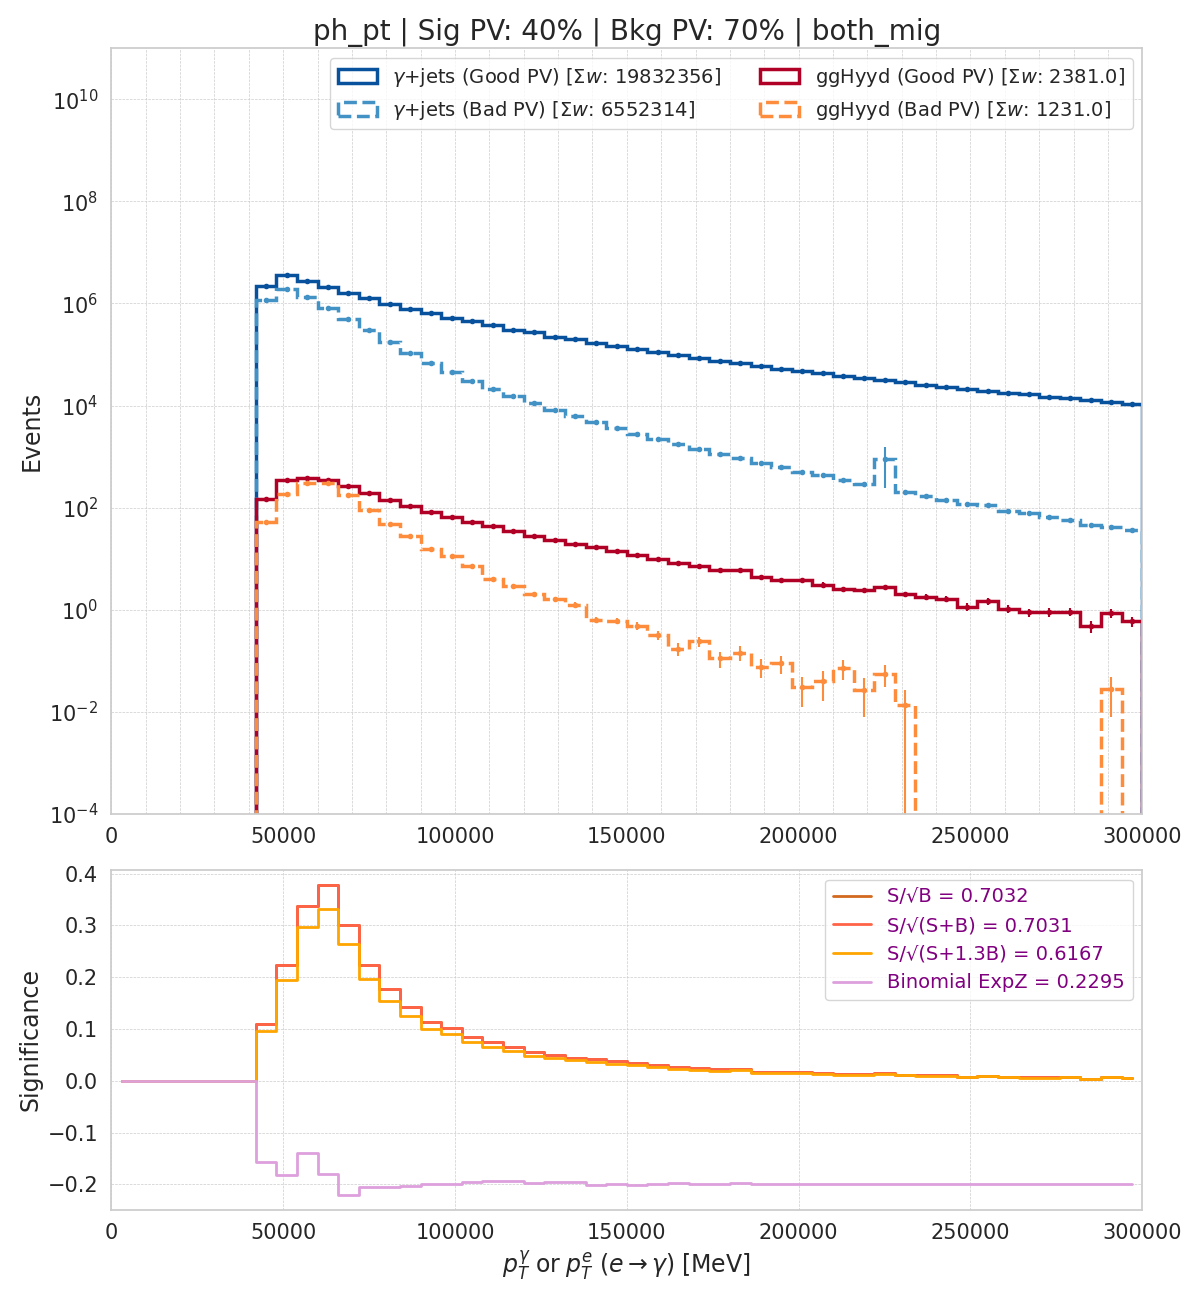 ph_pt | Sig PV: 40% | Bkg PV: 70% | both_mig
γ+jets (Good PV) [Σw: 19832356]
γ+jets (Bad PV) [Σw: 6552314]
ggHyyd (Good PV) [Σw: 2381.0]
ggHyyd (Bad PV) [Σw: 1231.0]
Events
10^10
10^8
10^6
10^4
10^2
10^0
10^−2
10^−4
0 50000 100000 150000 200000 250000 300000
Significance
0.4
0.3
0.2
0.1
0.0
−0.1
−0.2
S/√B = 0.7032
S/√(S+B) = 0.7031
S/√(S+1.3B) = 0.6167
Binomial ExpZ = 0.2295
0 50000 100000 150000 200000 250000 300000
p_T^γ or p_T^e (e→γ) [MeV]